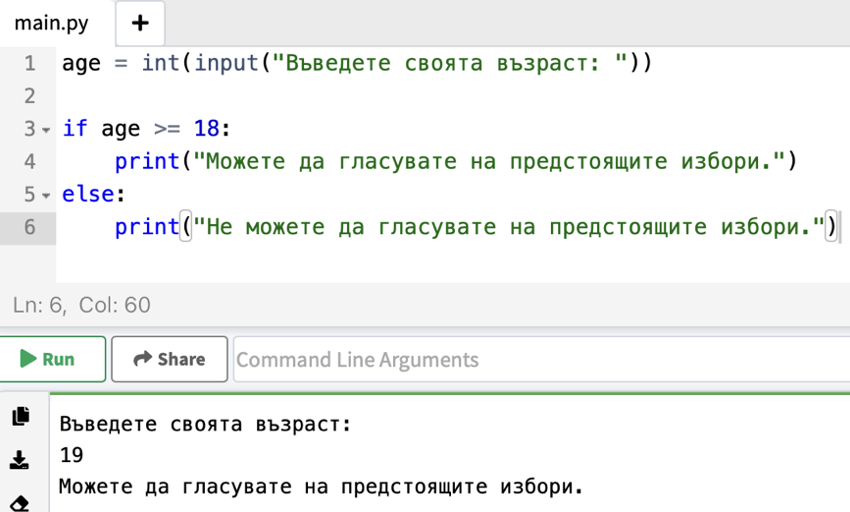 main.py +
1 age = int(input("Въведете своята възраст: "))
2
3 if age >= 18:
4     print("Можете да гласувате на предстоящите избори.")
5 else:
6     print("Не можете да гласувате на предстоящите избори.")
Ln: 6, Col: 60
Run Share Command Line Arguments
Въведете своята възраст:
19
Можете да гласувате на предстоящите избори.